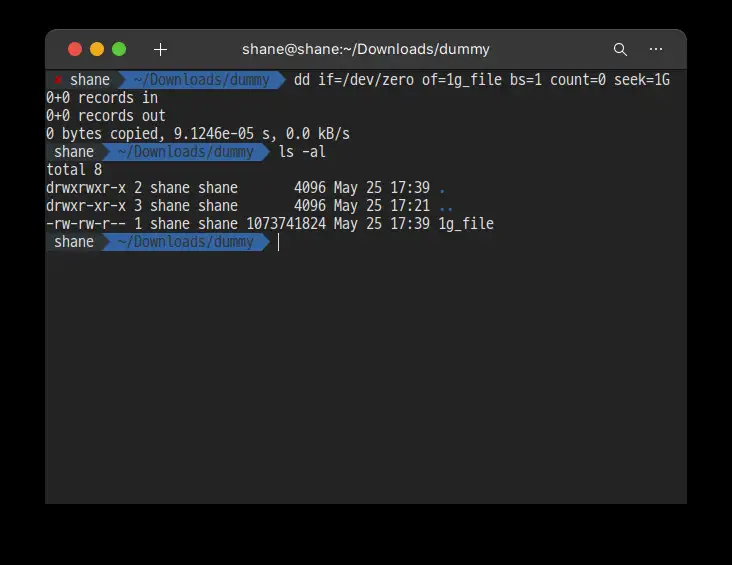 shane@shane:~/Downloads/dummy
shane ~/Downloads/dummy dd if=/dev/zero of=1g_file bs=1 count=0 seek=1G
0+0 records in
0+0 records out
0 bytes copied, 9.1246e-05 s, 0.0 kB/s
shane ~/Downloads/dummy ls -al
total 8
drwxrwxr-x 2 shane shane 4096 May 25 17:39 .
drwxr-xr-x 3 shane shane 4096 May 25 17:21 ..
-rw-rw-r-- 1 shane shane 1073741824 May 25 17:39 1g_file
shane ~/Downloads/dummy